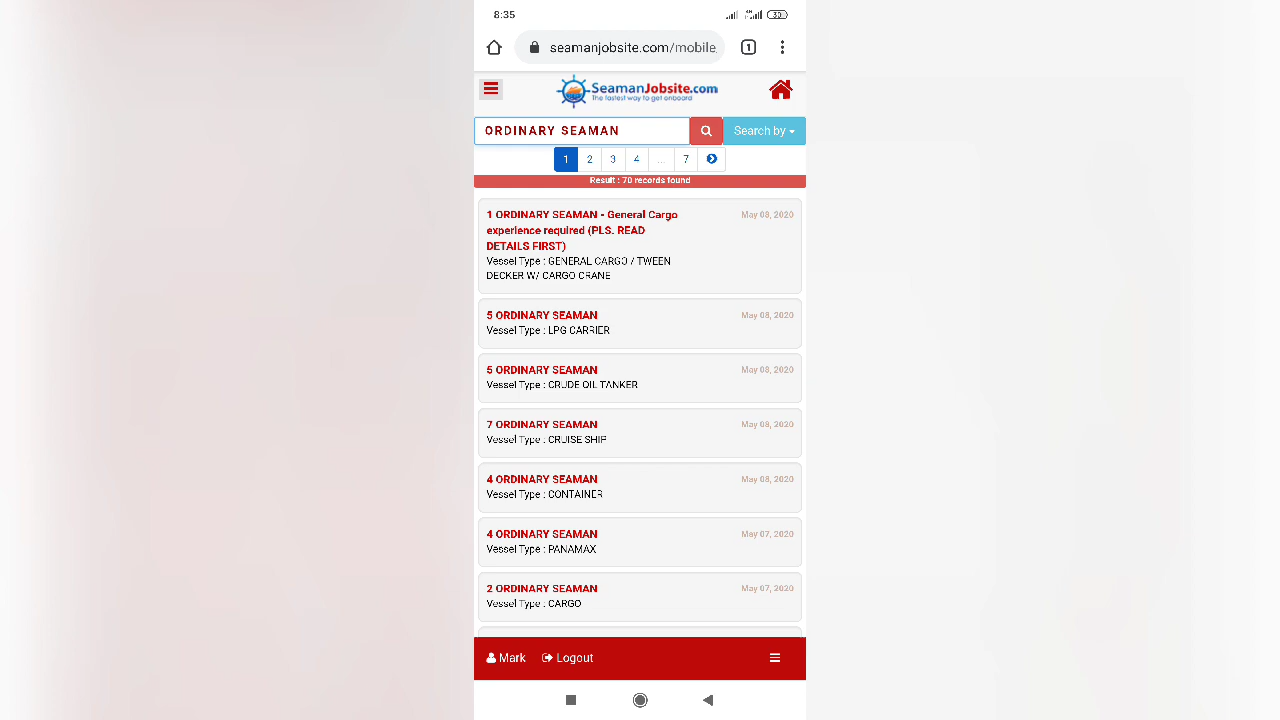 8:35
30
seamanjobsite.com/mobile
1
SeamanJobsite.com
The fastest way to get onboard
ORDINARY SEAMAN
Search by
1 2 3 4 ... 7
Result : 70 records found
1 ORDINARY SEAMAN - General Cargo May 08, 2020
experience required (PLS. READ
DETAILS FIRST)
Vessel Type : GENERAL CARGO / TWEEN
DECKER W/ CARGO CRANE
5 ORDINARY SEAMAN May 08, 2020
Vessel Type : LPG CARRIER
5 ORDINARY SEAMAN May 08, 2020
Vessel Type : CRUDE OIL TANKER
7 ORDINARY SEAMAN May 08, 2020
Vessel Type : CRUISE SHIP
4 ORDINARY SEAMAN May 08, 2020
Vessel Type : CONTAINER
4 ORDINARY SEAMAN May 07, 2020
Vessel Type : PANAMAX
2 ORDINARY SEAMAN May 07, 2020
Vessel Type : CARGO
Mark Logout